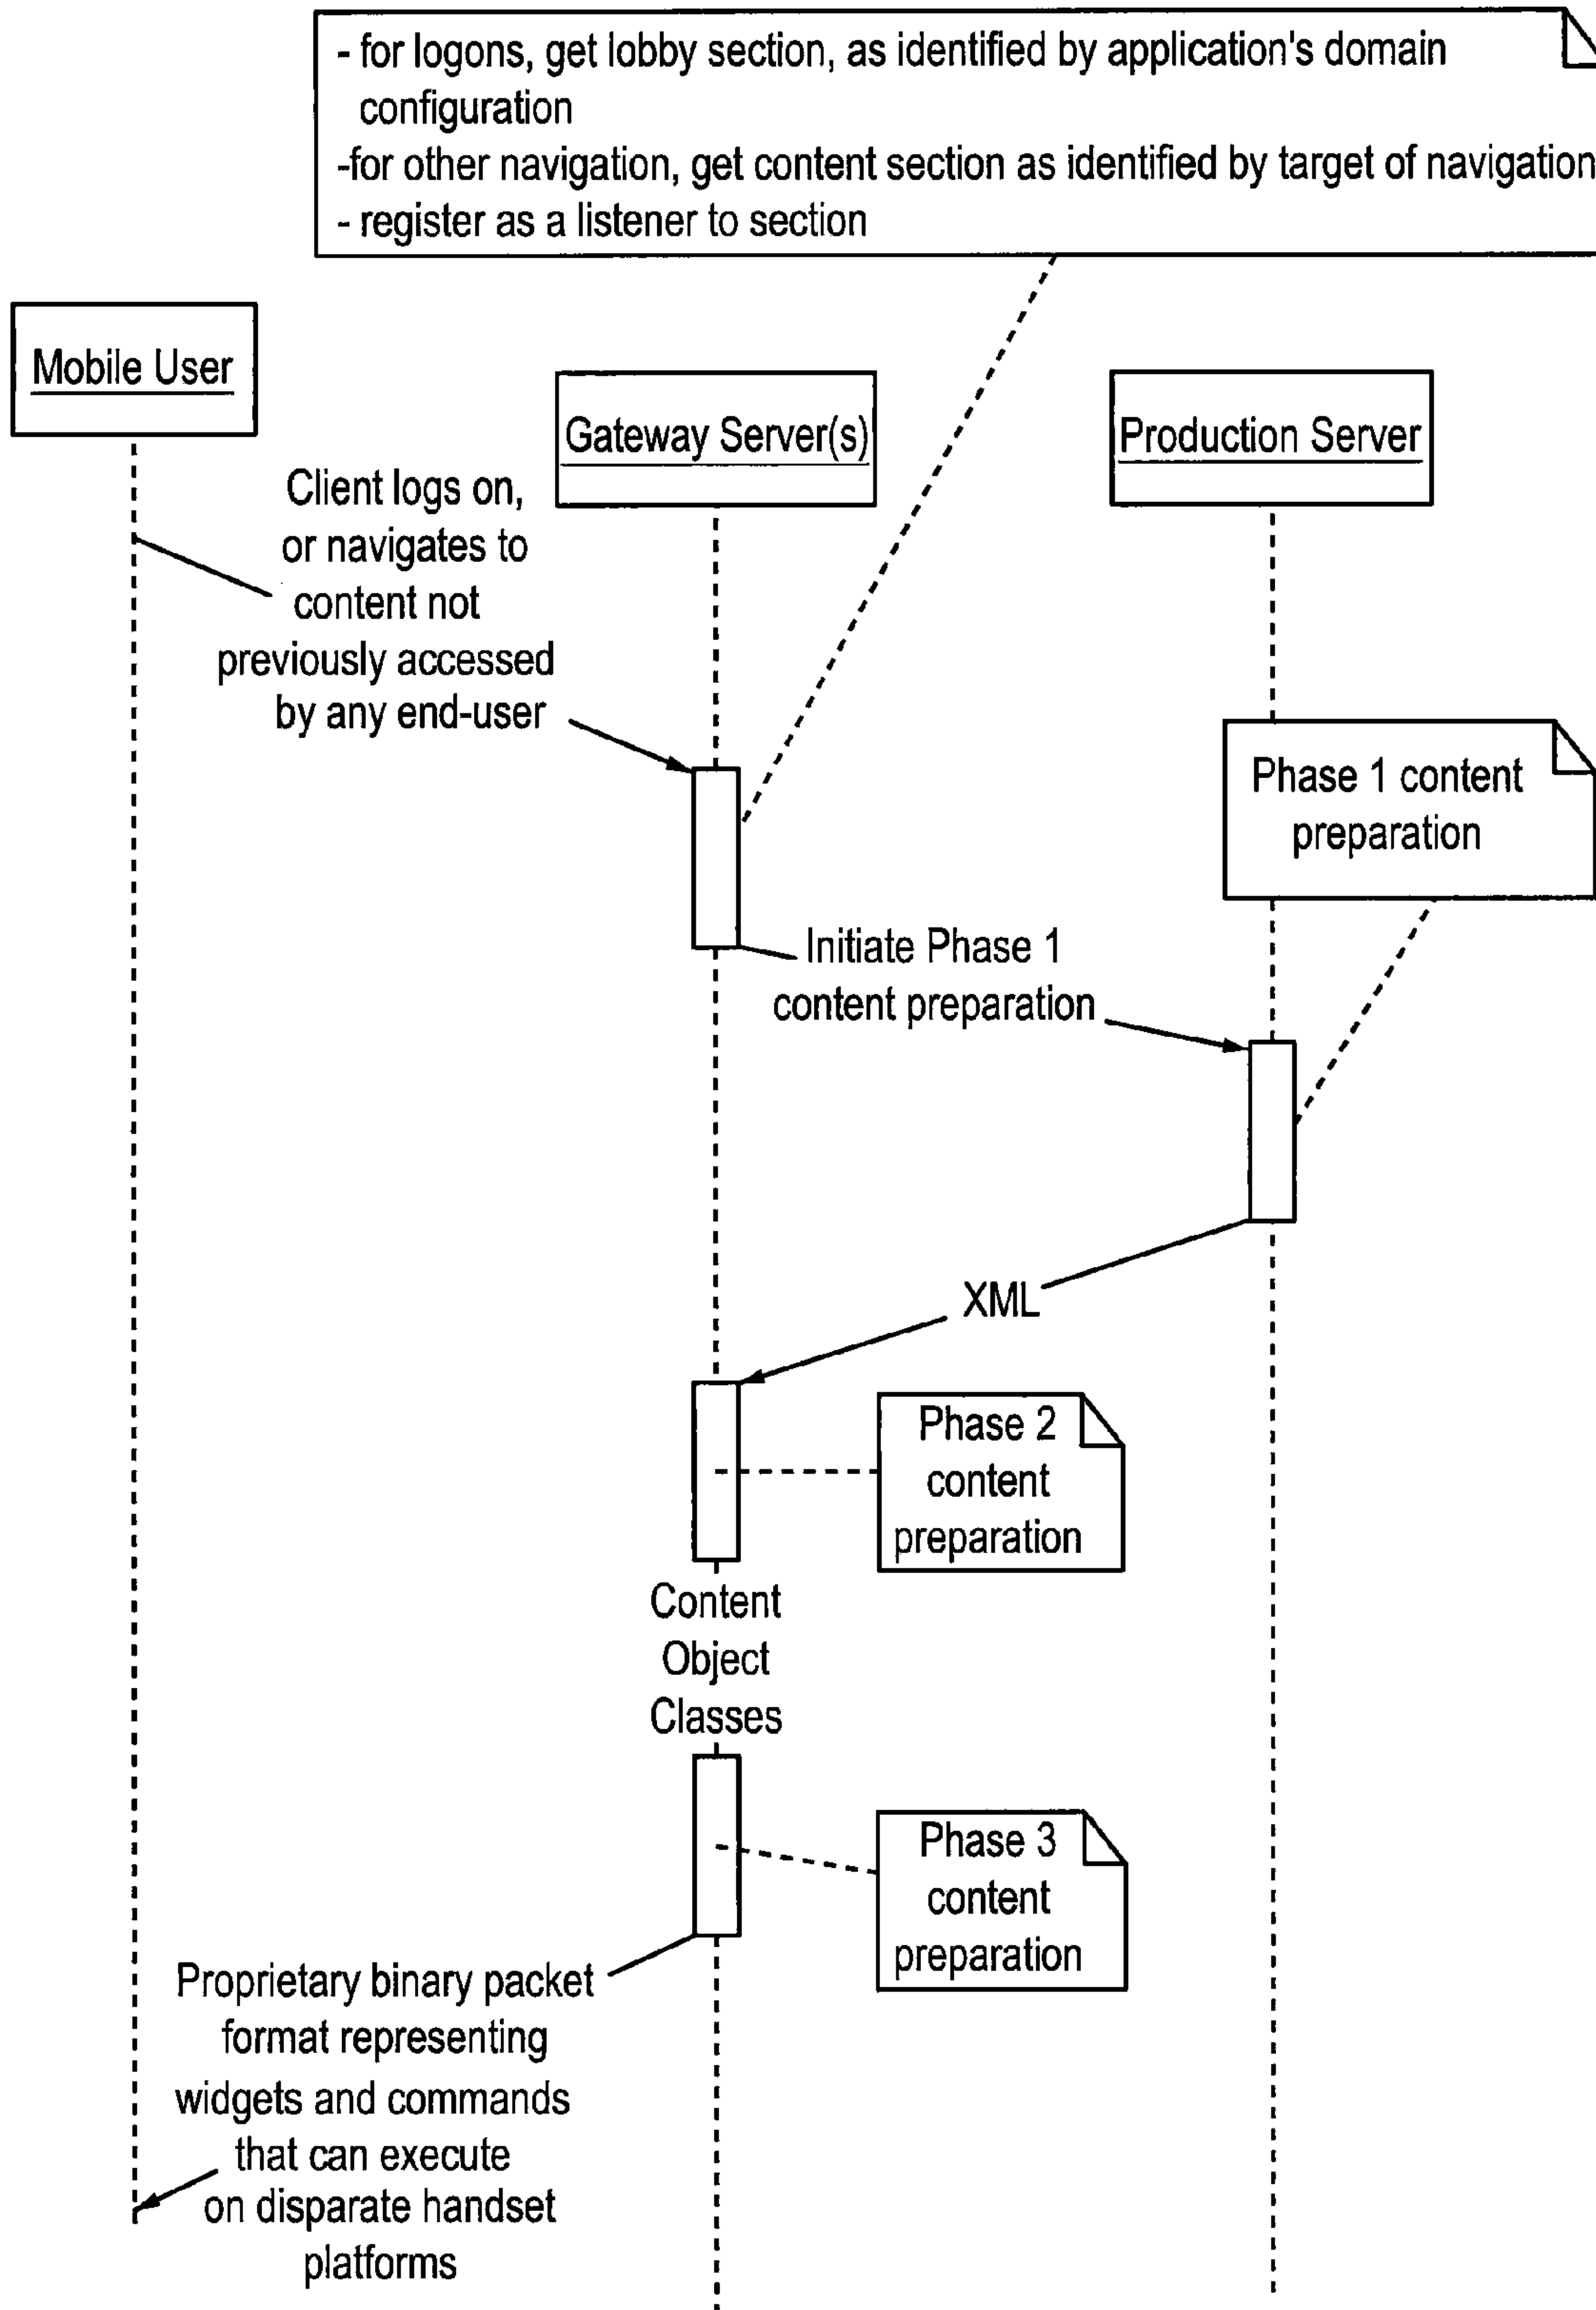 - for logons, get lobby section, as identified by application's domain
configuration
-for other navigation, get content section as identified by target of navigation
- register as a listener to section
Mobile User
Gateway Server(s)
Production Server
Client logs on,
or navigates to
content not
previously accessed
by any end-user
Phase 1 content
preparation
Initiate Phase 1
content preparation
XML
Phase 2
content
preparation
Content
Object
Classes
Phase 3
content
preparation
Proprietary binary packet
format representing
widgets and commands
that can execute
on disparate handset
platforms